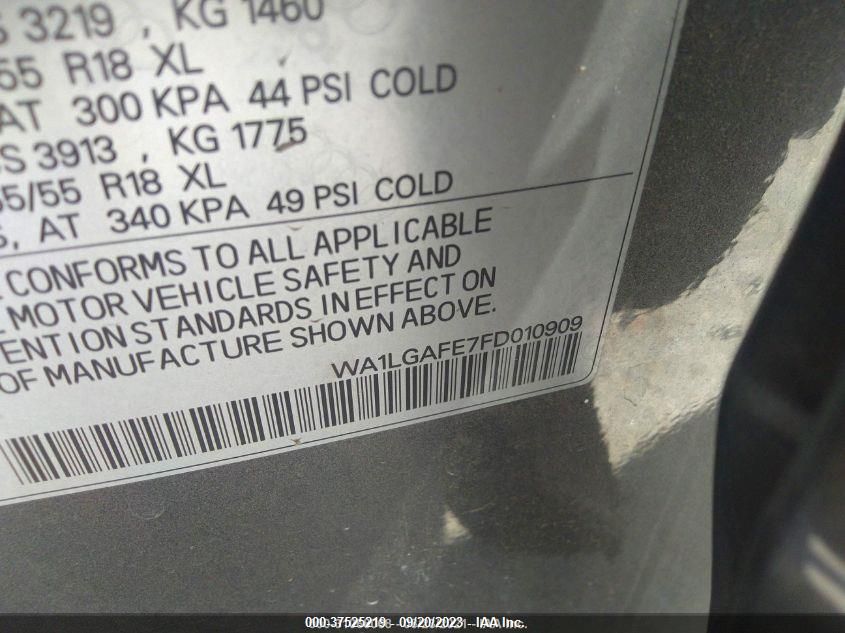 S 3219 , KG 1460
55 R18 XL
AT 300 KPA 44 PSI COLD
S 3913 , KG 1775
55/55 R18 XL
, AT 340 KPA 49 PSI COLD
CONFORMS TO ALL APPLICABLE
MOTOR VEHICLE SAFETY AND
ENTION STANDARDS IN EFFECT ON
OF MANUFACTURE SHOWN ABOVE.
WA1LGAFE7FD010909
000-37525219 - 09/20/2023 - IAA Inc.